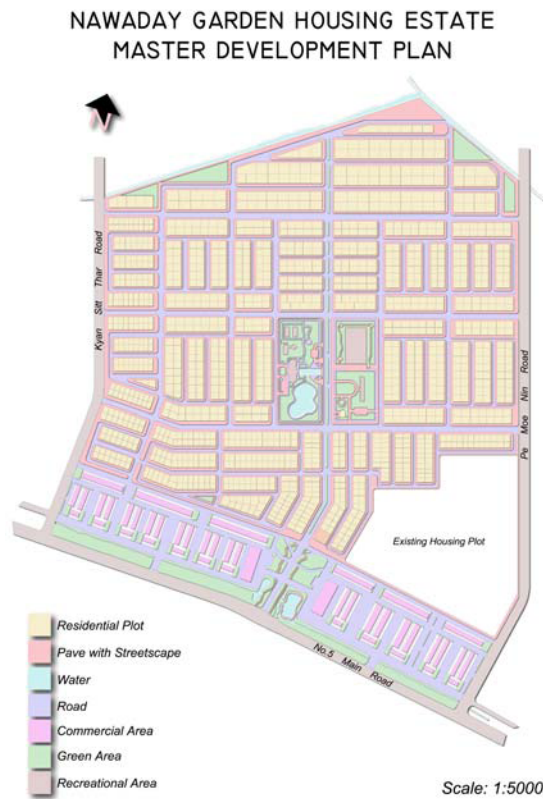 NAWADAY GARDEN HOUSING ESTATE
MASTER DEVELOPMENT PLAN
N
Kyan Sitt Thar Road
Pe Moe Nin Road
Existing Housing Plot
No.5 Main Road
Residential Plot
Pave with Streetscape
Water
Road
Commercial Area
Green Area
Recreational Area
Scale: 1:5000